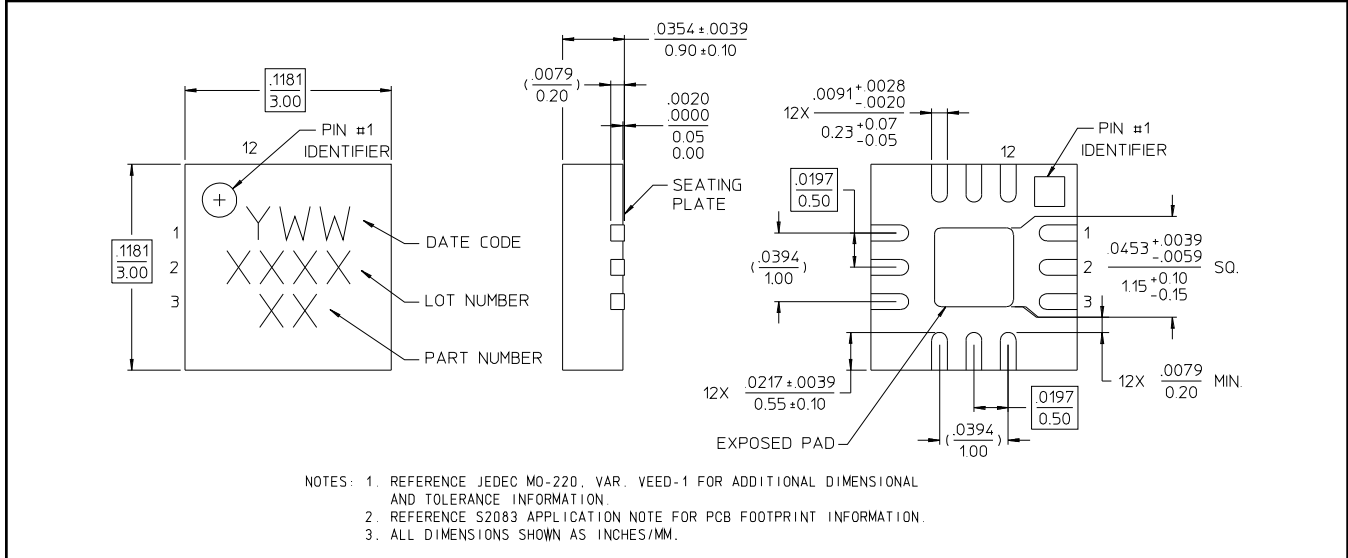 .1181
3.00
PIN #1
IDENTIFIER
12
.1181
3.00
1
2
3
YWW
XXXX
XX
DATE CODE
LOT NUMBER
PART NUMBER
.0354 ±.0039
0.90 ±0.10
(.0079
0.20)
.0020
.0000
0.05
0.00
SEATING
PLATE
12X .0091 +.0028
-.0020
0.23 +0.07
-0.05
12
PIN #1
IDENTIFIER
.0197
0.50
(.0394
1.00)
1
2
3
.0453 +.0039
-.0059
1.15 +0.10
-0.15
SQ.
12X .0217 ±.0039
0.55 ±0.10
12X .0079
0.20 MIN.
.0197
0.50
(.0394
1.00)
EXPOSED PAD
NOTES: 1. REFERENCE JEDEC MO-220, VAR. VEED-1 FOR ADDITIONAL DIMENSIONAL
AND TOLERANCE INFORMATION.
2. REFERENCE S2083 APPLICATION NOTE FOR PCB FOOTPRINT INFORMATION.
3. ALL DIMENSIONS SHOWN AS INCHES/MM.